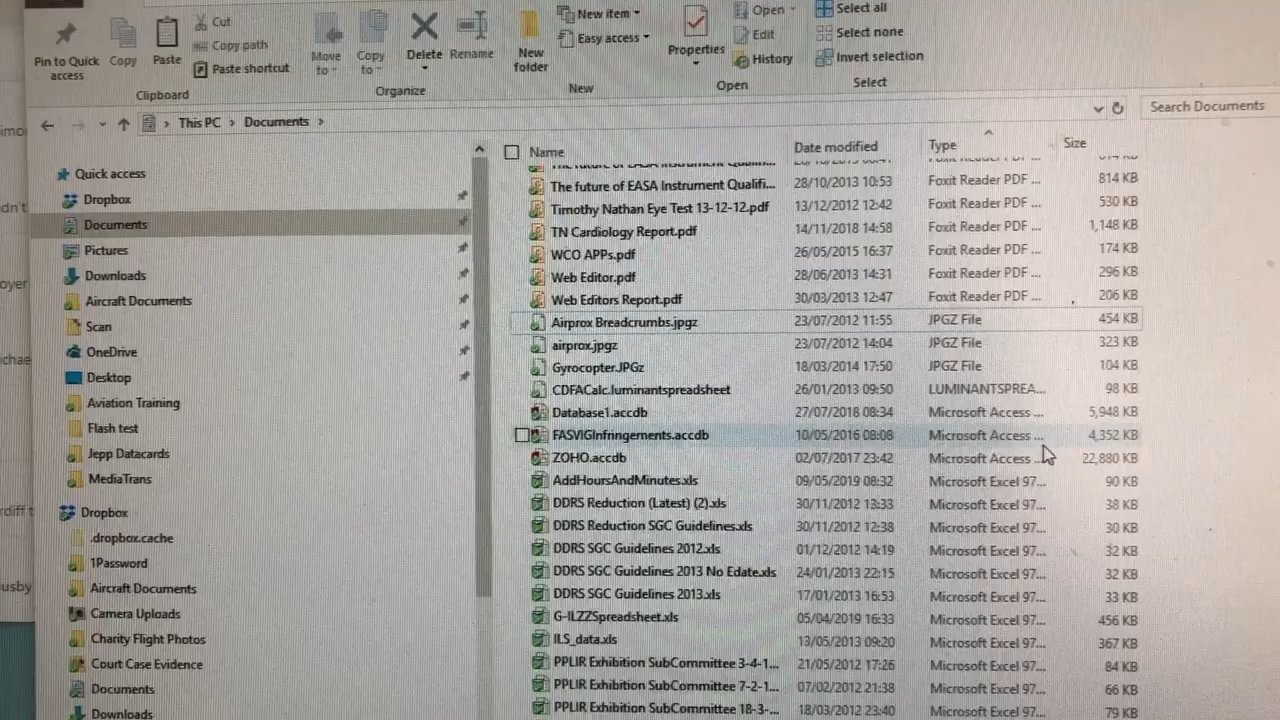 Pin to Quick access
Copy
Paste
Cut
Copy path
Paste shortcut
Clipboard
Move to
Copy to
Delete
Rename
Organize
New folder
New item
Easy access
New
Properties
Open
Edit
History
Open
Select all
Select none
Invert selection
Select
This PC > Documents >
Search Documents
Name Date modified Type Size
The future of EASA Instrument Qualifi... 28/10/2013 10:53 Foxit Reader PDF ... 814 KB
Timothy Nathan Eye Test 13-12-12.pdf 13/12/2012 12:42 Foxit Reader PDF ... 530 KB
TN Cardiology Report.pdf 14/11/2018 14:58 Foxit Reader PDF ... 1,148 KB
WCO APPs.pdf 26/05/2015 16:37 Foxit Reader PDF ... 174 KB
Web Editor.pdf 28/06/2013 14:31 Foxit Reader PDF ... 296 KB
Web Editors Report.pdf 30/03/2013 12:47 Foxit Reader PDF ... 206 KB
Airprox Breadcrumbs.jpgz 23/07/2012 11:55 JPGZ File 454 KB
airprox.jpgz 23/07/2012 14:04 JPGZ File 323 KB
Gyrocopter.JPGz 18/03/2014 17:50 JPGZ File 104 KB
CDFACalc.luminantspreadsheet 26/01/2013 09:50 LUMINANTSPREA... 98 KB
Database1.accdb 27/07/2018 08:34 Microsoft Access ... 5,948 KB
FASVIGInfringements.accdb 10/05/2016 08:08 Microsoft Access ... 4,352 KB
ZOHO.accdb 02/07/2017 23:42 Microsoft Access ... 22,880 KB
AddHoursAndMinutes.xls 09/05/2019 08:32 Microsoft Excel 97... 90 KB
DDRS Reduction (Latest) (2).xls 30/11/2012 13:33 Microsoft Excel 97... 38 KB
DDRS Reduction SGC Guidelines.xls 30/11/2012 12:38 Microsoft Excel 97... 30 KB
DDRS SGC Guidelines 2012.xls 01/12/2012 14:19 Microsoft Excel 97... 32 KB
DDRS SGC Guidelines 2013 No Edate.xls 24/01/2013 22:15 Microsoft Excel 97... 32 KB
DDRS SGC Guidelines 2013.xls 17/01/2013 16:53 Microsoft Excel 97... 33 KB
G-ILZZSpreadsheet.xls 05/04/2019 16:33 Microsoft Excel 97... 456 KB
ILS_data.xls 13/05/2013 09:20 Microsoft Excel 97... 367 KB
PPLIR Exhibition SubCommittee 3-4-1... 21/05/2012 17:26 Microsoft Excel 97... 84 KB
PPLIR Exhibition SubCommittee 7-2-1... 07/02/2012 21:38 Microsoft Excel 97... 66 KB
PPLIR Exhibition SubCommittee 18-3-... 18/03/2012 23:40 Microsoft Excel 97... 79 KB
Quick access
Dropbox
Documents
Pictures
Downloads
Aircraft Documents
Scan
OneDrive
Desktop
Aviation Training
Flash test
Jepp Datacards
MediaTrans
Dropbox
.dropbox.cache
1Password
Aircraft Documents
Camera Uploads
Charity Flight Photos
Court Case Evidence
Documents
Downloads